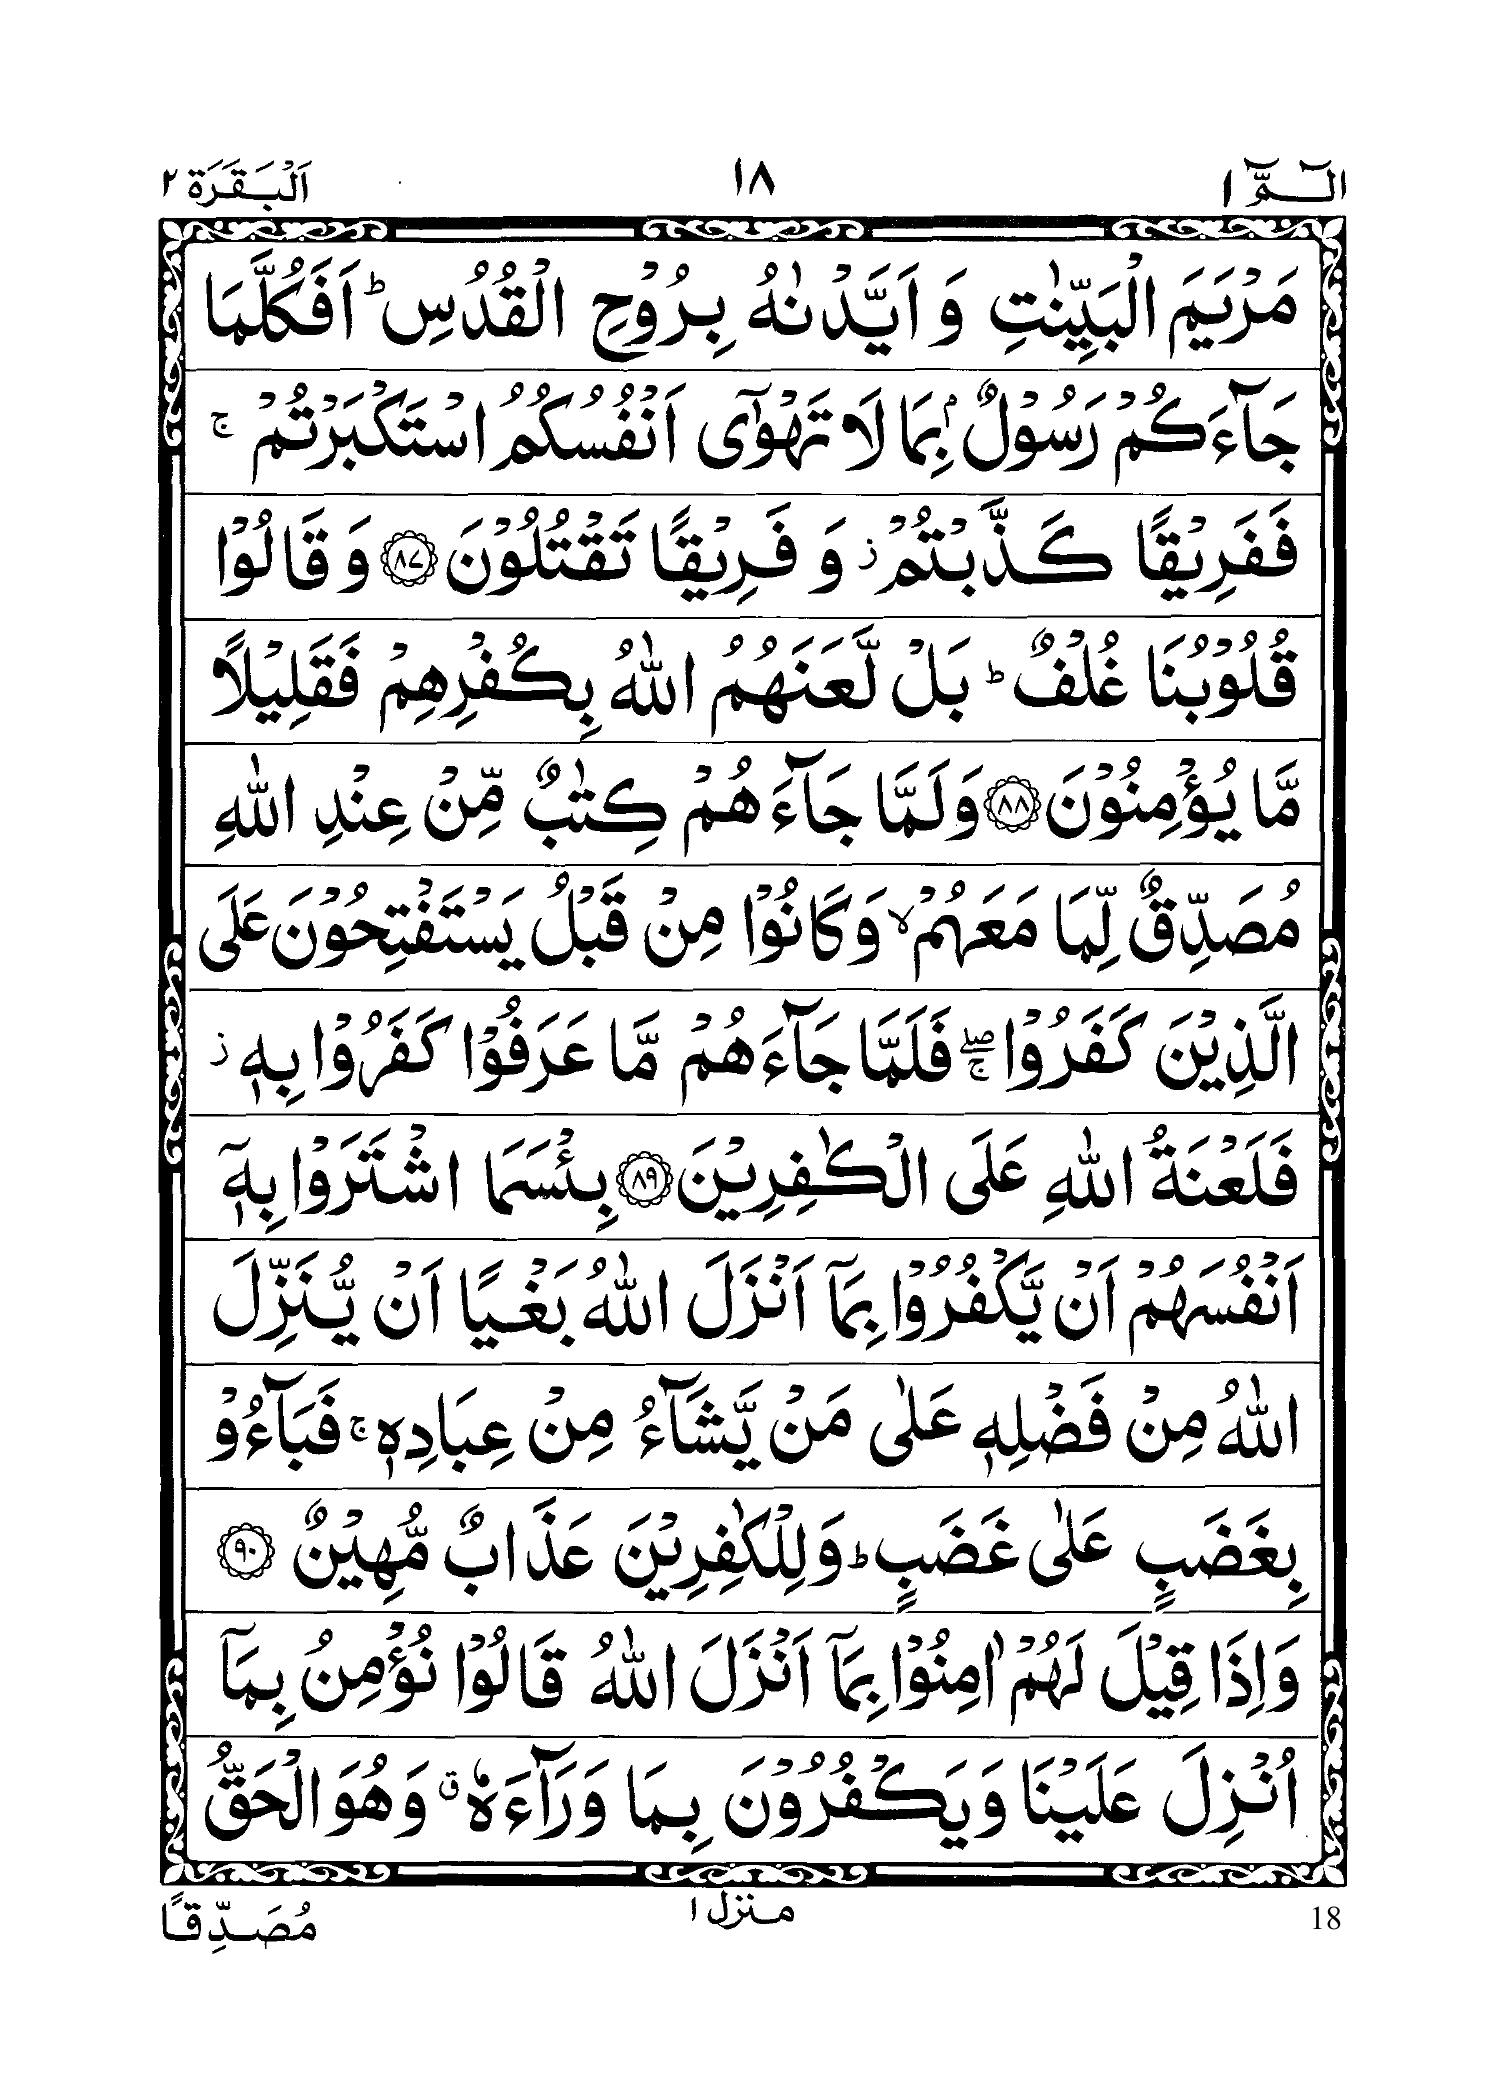 الٓـمّٓ ١ ١٨ اَلْبَقَرَة ٢
مَرْيَمَ الْبَيِّنٰتِ وَ اَيَّدْنٰهُ بِرُوْحِ الْقُدُسِ ؕ اَفَكُلَّمَا
جَآءَكُمْ رَسُوْلٌۢ بِمَا لَا تَهْوٰٓى اَنْفُسُكُمُ اسْتَكْبَرْتُمْ ۚ
فَفَرِيْقًا كَذَّبْتُمْ ؗ وَ فَرِيْقًا تَقْتُلُوْنَ ﴿٨٧﴾ وَ قَالُوْا
قُلُوْبُنَا غُلْفٌ ؕ بَلْ لَّعَنَهُمُ اللّٰهُ بِكُفْرِهِمْ فَقَلِيْلًا
مَّا يُؤْمِنُوْنَ ﴿٨٨﴾ وَلَمَّا جَآءَهُمْ كِتٰبٌ مِّنْ عِنْدِ اللّٰهِ
مُصَدِّقٌ لِّمَا مَعَهُمْ ۙ وَكَانُوْا مِنْ قَبْلُ يَسْتَفْتِحُوْنَ عَلَى
الَّذِيْنَ كَفَرُوْا ۖۚ فَلَمَّا جَآءَهُمْ مَّا عَرَفُوْا كَفَرُوْا بِهٖ ؗ
فَلَعْنَةُ اللّٰهِ عَلَى الْكٰفِرِيْنَ ﴿٨٩﴾ بِئْسَمَا اشْتَرَوْا بِهٖۤ
اَنْفُسَهُمْ اَنْ يَّكْفُرُوْا بِمَآ اَنْزَلَ اللّٰهُ بَغْيًا اَنْ يُّنَزِّلَ
اللّٰهُ مِنْ فَضْلِهٖ عَلٰى مَنْ يَّشَآءُ مِنْ عِبَادِهٖ ۚ فَبَآءُوْ
بِغَضَبٍ عَلٰى غَضَبٍ ؕ وَلِلْكٰفِرِيْنَ عَذَابٌ مُّهِيْنٌ ﴿٩٠﴾
وَاِذَا قِيْلَ لَهُمْ اٰمِنُوْا بِمَآ اَنْزَلَ اللّٰهُ قَالُوْا نُؤْمِنُ بِمَآ
اُنْزِلَ عَلَيْنَا وَيَكْفُرُوْنَ بِمَا وَرَآءَهٗ ۗ وَهُوَ الْحَقُّ
18 منزل ١ مُصَدِّقًا